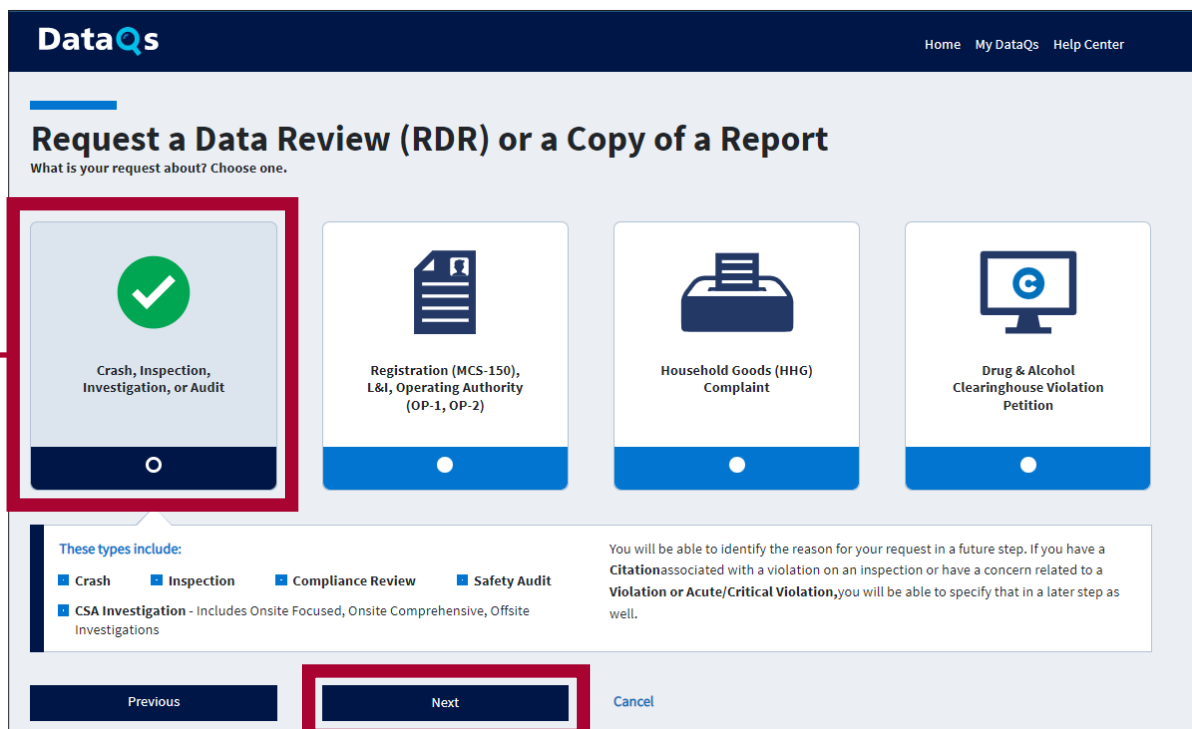 DataQs
Home My DataQs Help Center
Request a Data Review (RDR) or a Copy of a Report
What is your request about? Choose one.
Crash, Inspection,
Investigation, or Audit
Registration (MCS-150),
L&I, Operating Authority
(OP-1, OP-2)
Household Goods (HHG)
Complaint
C
Drug & Alcohol
Clearinghouse Violation
Petition
These types include:
Crash Inspection Compliance Review Safety Audit
CSA Investigation - Includes Onsite Focused, Onsite Comprehensive, Offsite
Investigations
You will be able to identify the reason for your request in a future step. If you have a
Citationassociated with a violation on an inspection or have a concern related to a
Violation or Acute/Critical Violation,you will be able to specify that in a later step as
well.
Previous
Next
Cancel